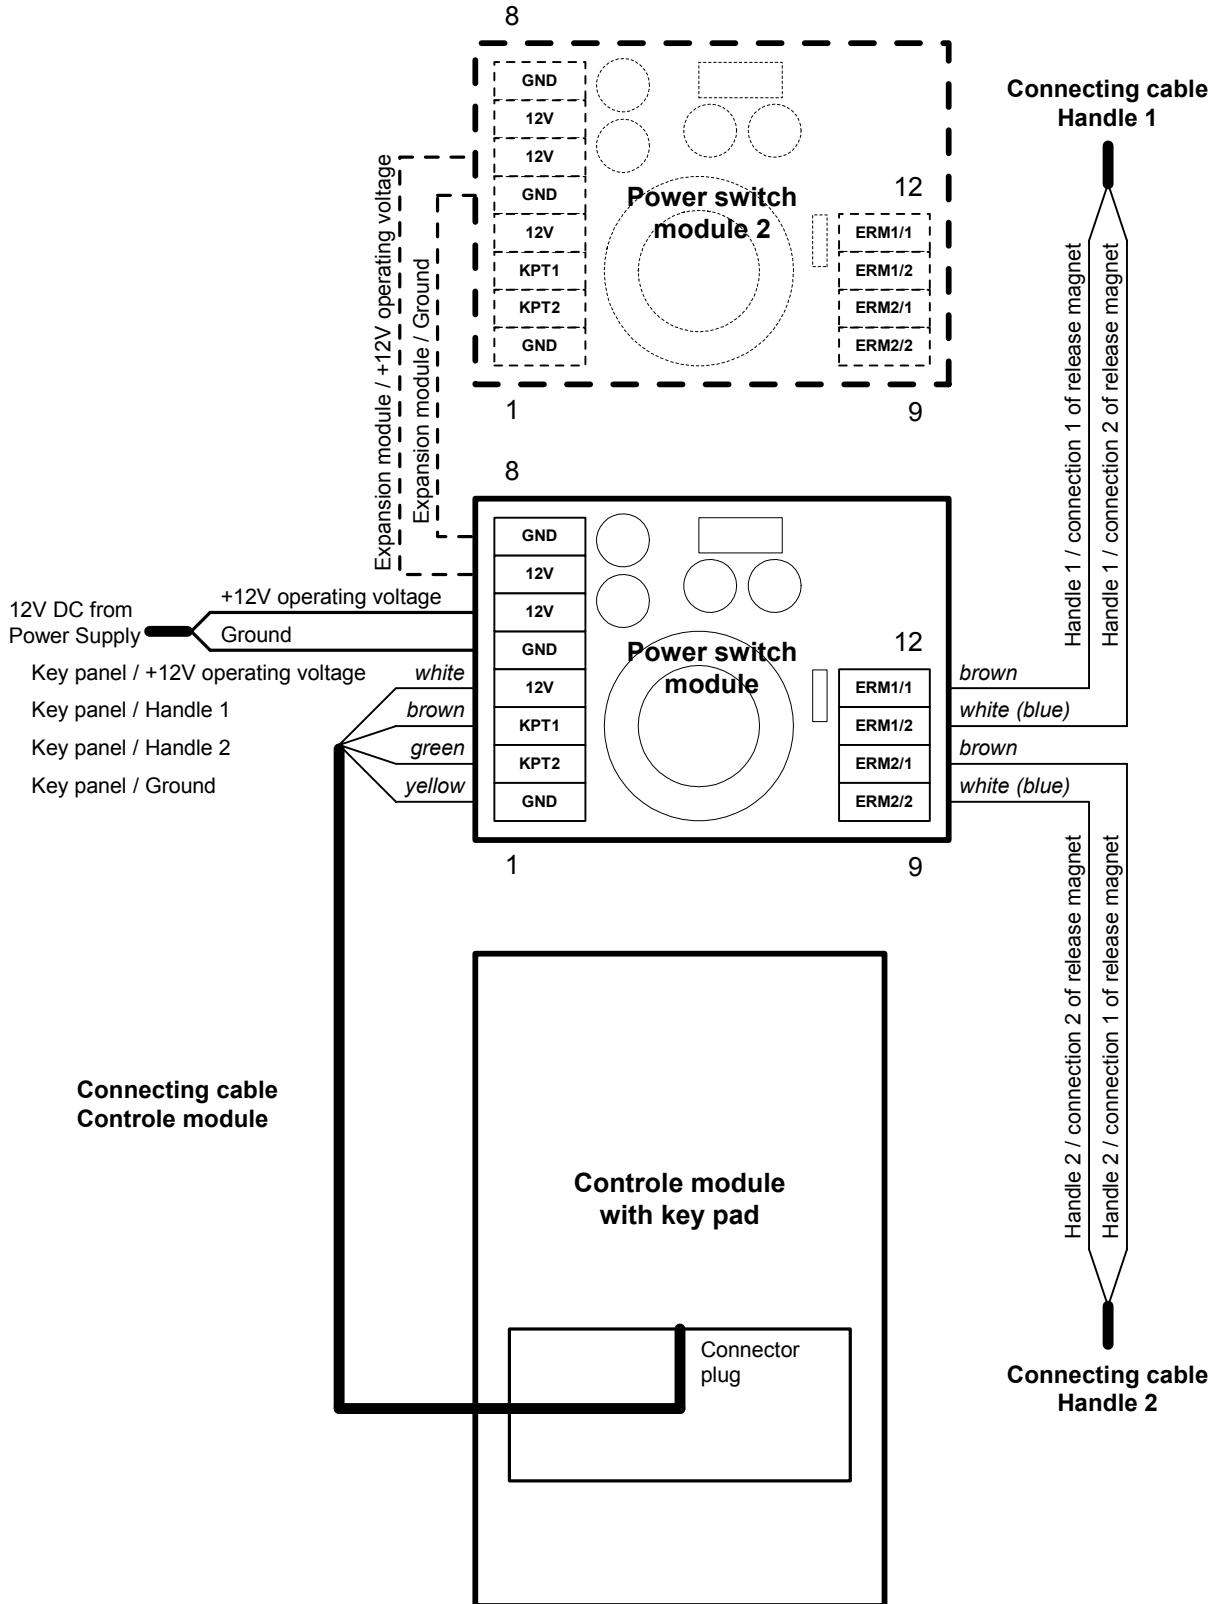 8
GND
12V
12V
GND
12V
KPT1
KPT2
GND
Power switch
module 2
12
ERM1/1
ERM1/2
ERM2/1
ERM2/2
1
9
Connecting cable
Handle 1
Expansion module / +12V operating voltage
Expansion module / Ground
Handle 1 / connection 1 of release magnet
Handle 1 / connection 2 of release magnet
8
GND
12V
12V
GND
12V
KPT1
KPT2
GND
Power switch
module
12
ERM1/1
ERM1/2
ERM2/1
ERM2/2
1
9
12V DC from
Power Supply
+12V operating voltage
Ground
Key panel / +12V operating voltage
white
Key panel / Handle 1
brown
Key panel / Handle 2
green
Key panel / Ground
yellow
brown
white (blue)
brown
white (blue)
Handle 2 / connection 2 of release magnet
Handle 2 / connection 1 of release magnet
Connecting cable
Controle module
Controle module
with key pad
Connector
plug
Connecting cable
Handle 2